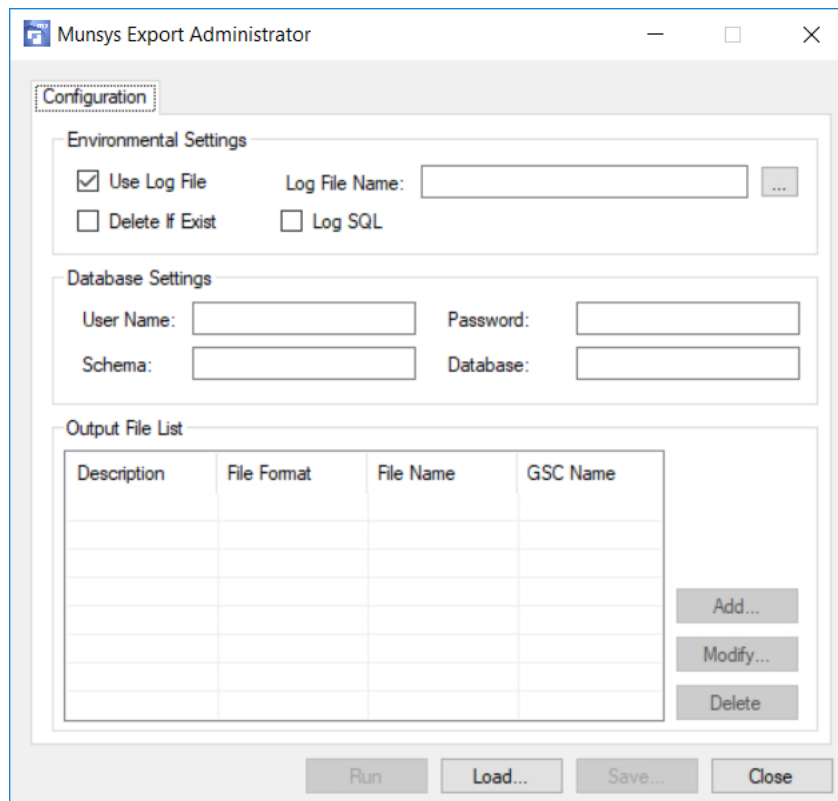 Munsys Export Administrator
Configuration
Environmental Settings
Use Log File Log File Name: ...
Delete If Exist Log SQL
Database Settings
User Name: Password:
Schema: Database:
Output File List
Description File Format File Name GSC Name
Add...
Modify...
Delete
Run Load... Save... Close